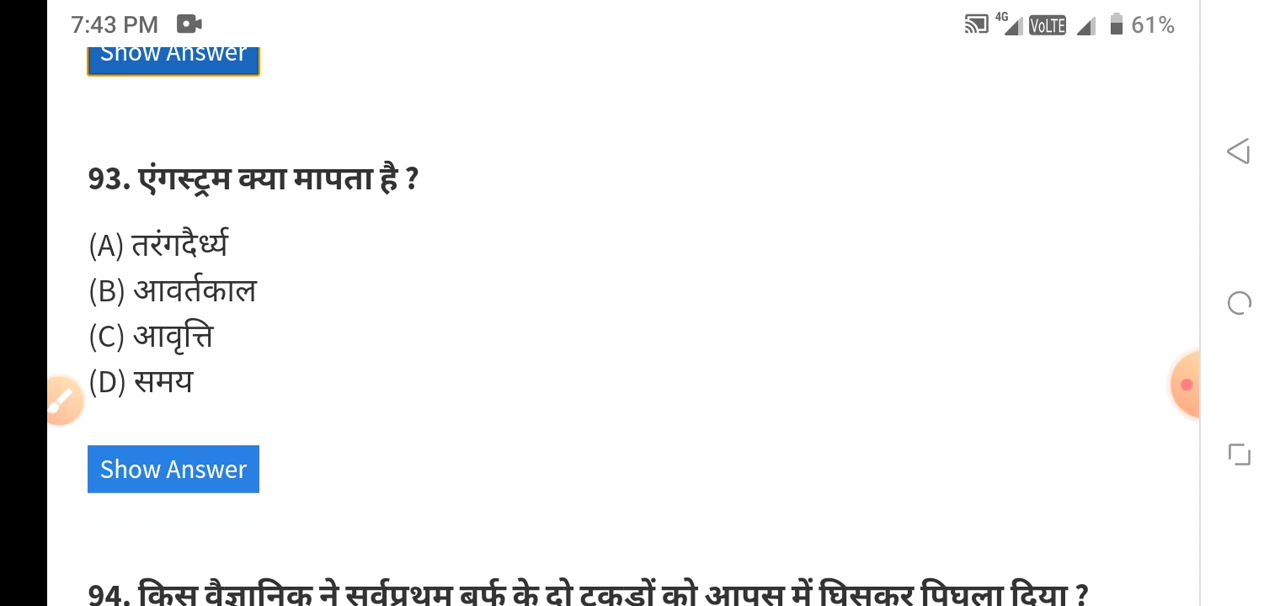 7:43 PM 4G VoLTE 61%
Show Answer
93. एंगस्ट्रम क्या मापता है ?
(A) तरंगदैर्ध्य
(B) आवर्तकाल
(C) आवृत्ति
(D) समय
Show Answer
94. किस वैज्ञानिक ने सर्वप्रथम बर्फ के दो टुकड़ों को आपस में घिसकर पिघला दिया ?